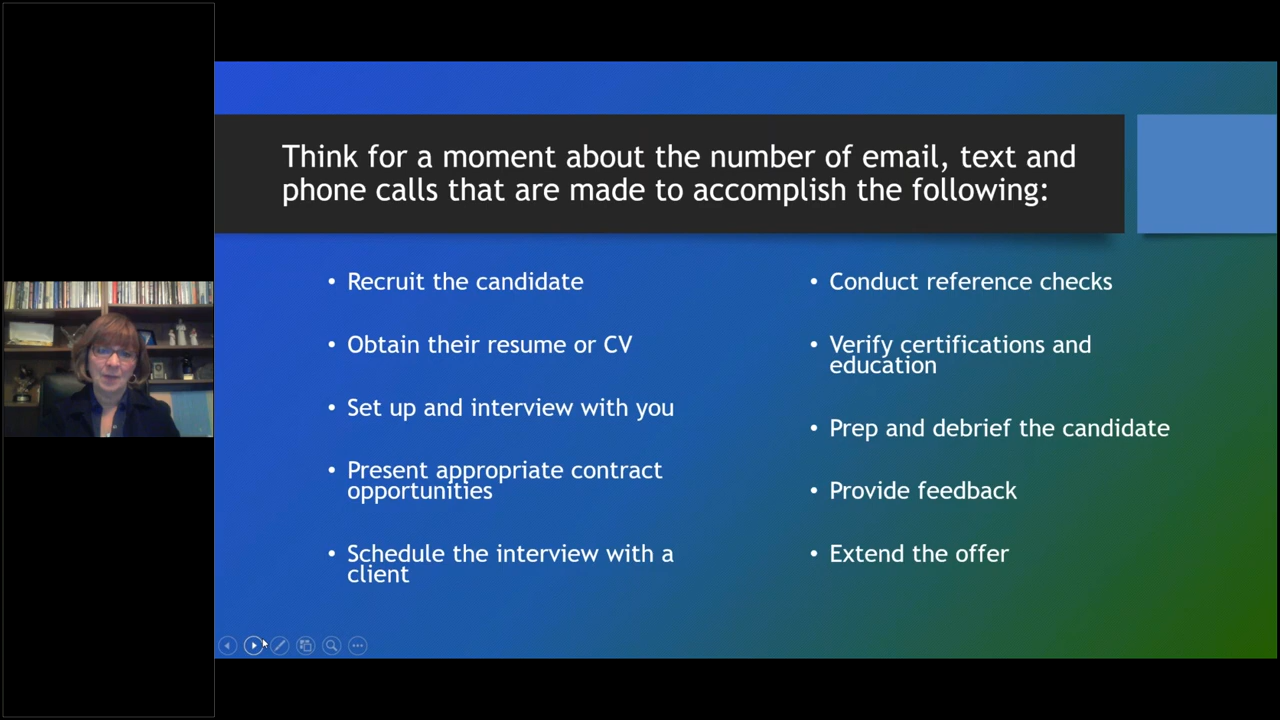 Think for a moment about the number of email, text and
phone calls that are made to accomplish the following:
• Recruit the candidate
• Obtain their resume or CV
• Set up and interview with you
• Present appropriate contract
opportunities
• Schedule the interview with a
client
• Conduct reference checks
• Verify certifications and
education
• Prep and debrief the candidate
• Provide feedback
• Extend the offer